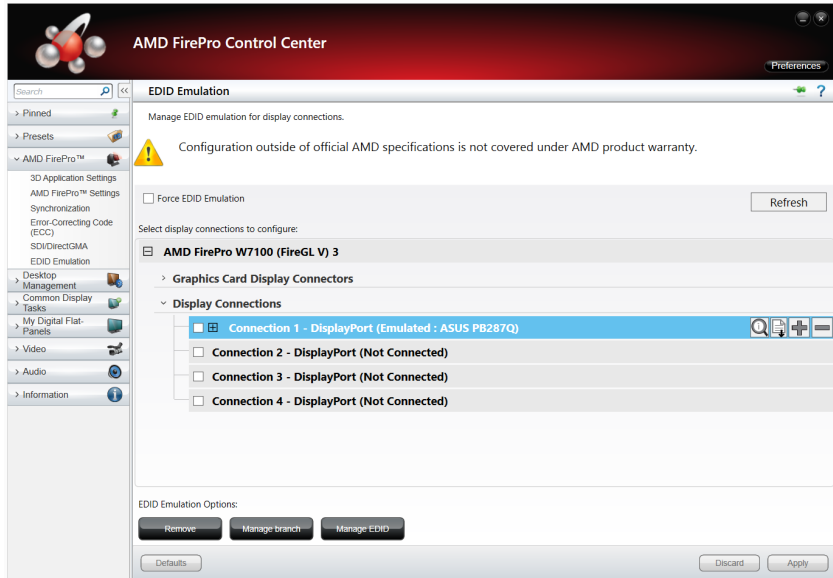 AMD FirePro Control Center
Preferences
Search
<<
EDID Emulation
?
> Pinned
Manage EDID emulation for display connections.
> Presets
Configuration outside of official AMD specifications is not covered under AMD product warranty.
AMD FirePro™
3D Application Settings
AMD FirePro™ Settings
Synchronization
Error-Correcting Code
(ECC)
SDI/DirectGMA
EDID Emulation
> Desktop
Management
> Common Display
Tasks
> My Digital Flat-
Panels
> Video
> Audio
> Information
Force EDID Emulation
Refresh
Select display connections to configure:
AMD FirePro W7100 (FireGL V) 3
> Graphics Card Display Connectors
Display Connections
Connection 1 - DisplayPort (Emulated : ASUS PB287Q)
Connection 2 - DisplayPort (Not Connected)
Connection 3 - DisplayPort (Not Connected)
Connection 4 - DisplayPort (Not Connected)
EDID Emulation Options:
Remove
Manage branch
Manage EDID
Defaults
Discard
Apply